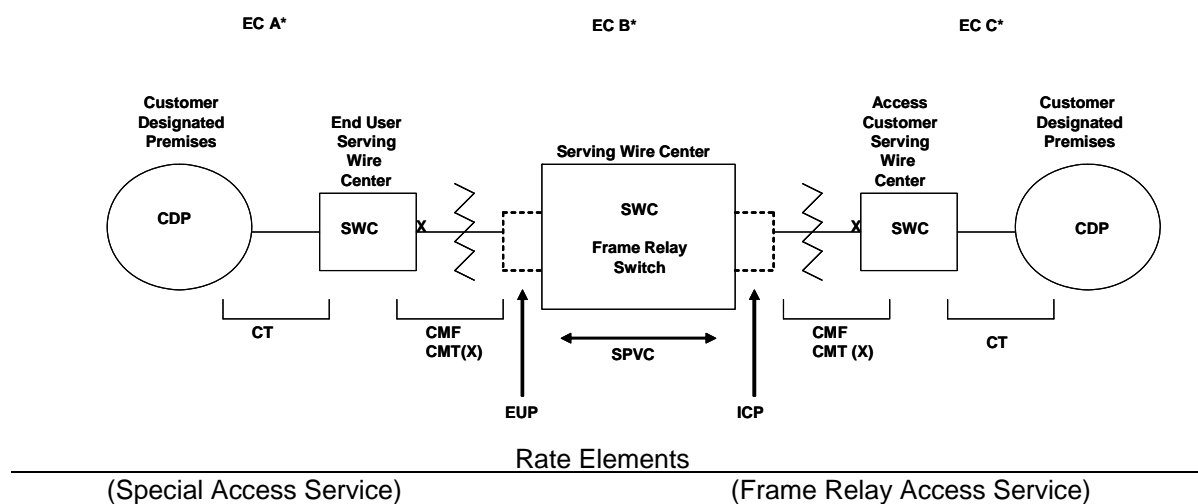 EC A*
EC B*
EC C*
Customer
Designated
Premises
End User
Serving
Wire
Center
Serving Wire Center
Access
Customer
Serving
Wire
Center
Customer
Designated
Premises
CDP
SWC
X
SWC
Frame Relay
Switch
X
SWC
CDP
CT
CMF
CMT(X)
SPVC
CMF
CMT (X)
CT
EUP
ICP
Rate Elements
(Special Access Service)
(Frame Relay Access Service)